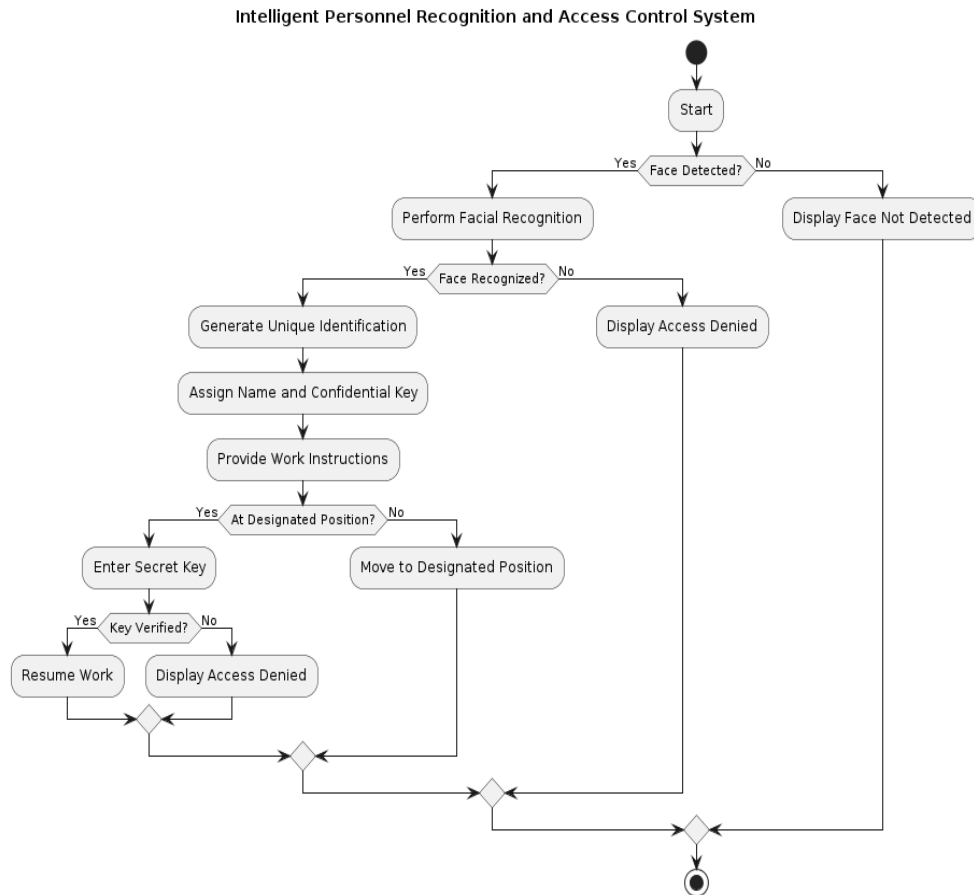 Intelligent Personnel Recognition and Access Control System
Start
Yes
Face Detected?
No
Perform Facial Recognition
Display Face Not Detected
Yes
Face Recognized?
No
Generate Unique Identification
Display Access Denied
Assign Name and Confidential Key
Provide Work Instructions
Yes
At Designated Position?
No
Enter Secret Key
Move to Designated Position
Yes
Key Verified?
No
Resume Work
Display Access Denied